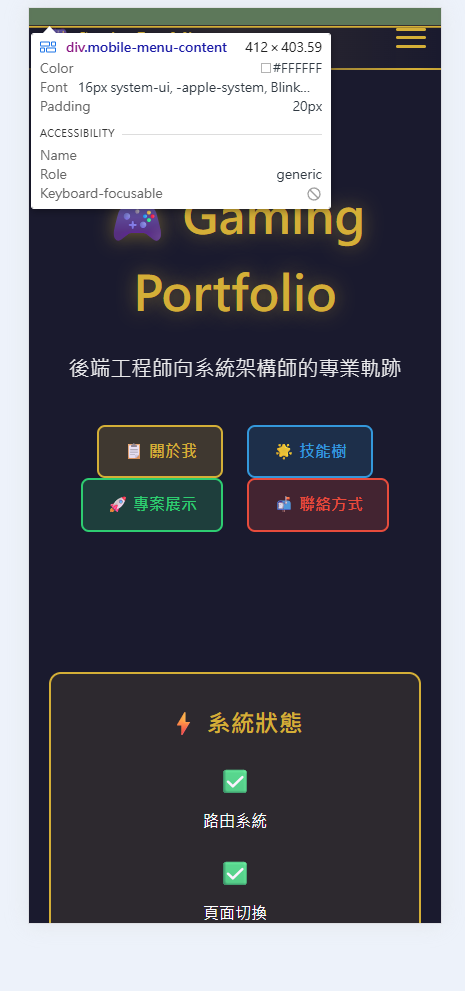 div.mobile-menu-content 412 × 403.59
Color #FFFFFF
Font 16px system-ui, -apple-system, Blink...
Padding 20px
ACCESSIBILITY
Name
Role generic
Keyboard-focusable
Gaming
Portfolio
後端工程師向系統架構師的專業軌跡
關於我
技能樹
專案展示
聯絡方式
系統狀態
路由系統
頁面切換